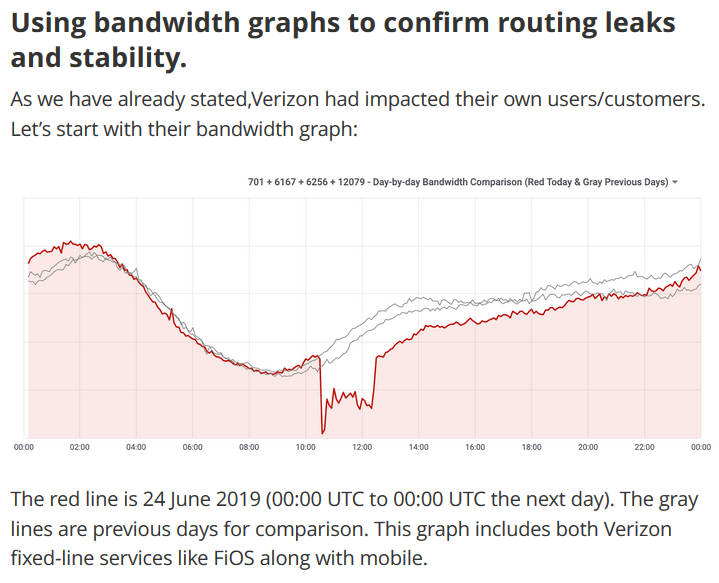 Using bandwidth graphs to confirm routing leaks
and stability.
As we have already stated,Verizon had impacted their own users/customers.
Let’s start with their bandwidth graph:
701 + 6167 + 6256 + 12079 - Day-by-day Bandwidth Comparison (Red Today & Gray Previous Days)
00:00 02:00 04:00 06:00 08:00 10:00 12:00 14:00 16:00 18:00 20:00 22:00 00:00
The red line is 24 June 2019 (00:00 UTC to 00:00 UTC the next day). The gray
lines are previous days for comparison. This graph includes both Verizon
fixed-line services like FiOS along with mobile.